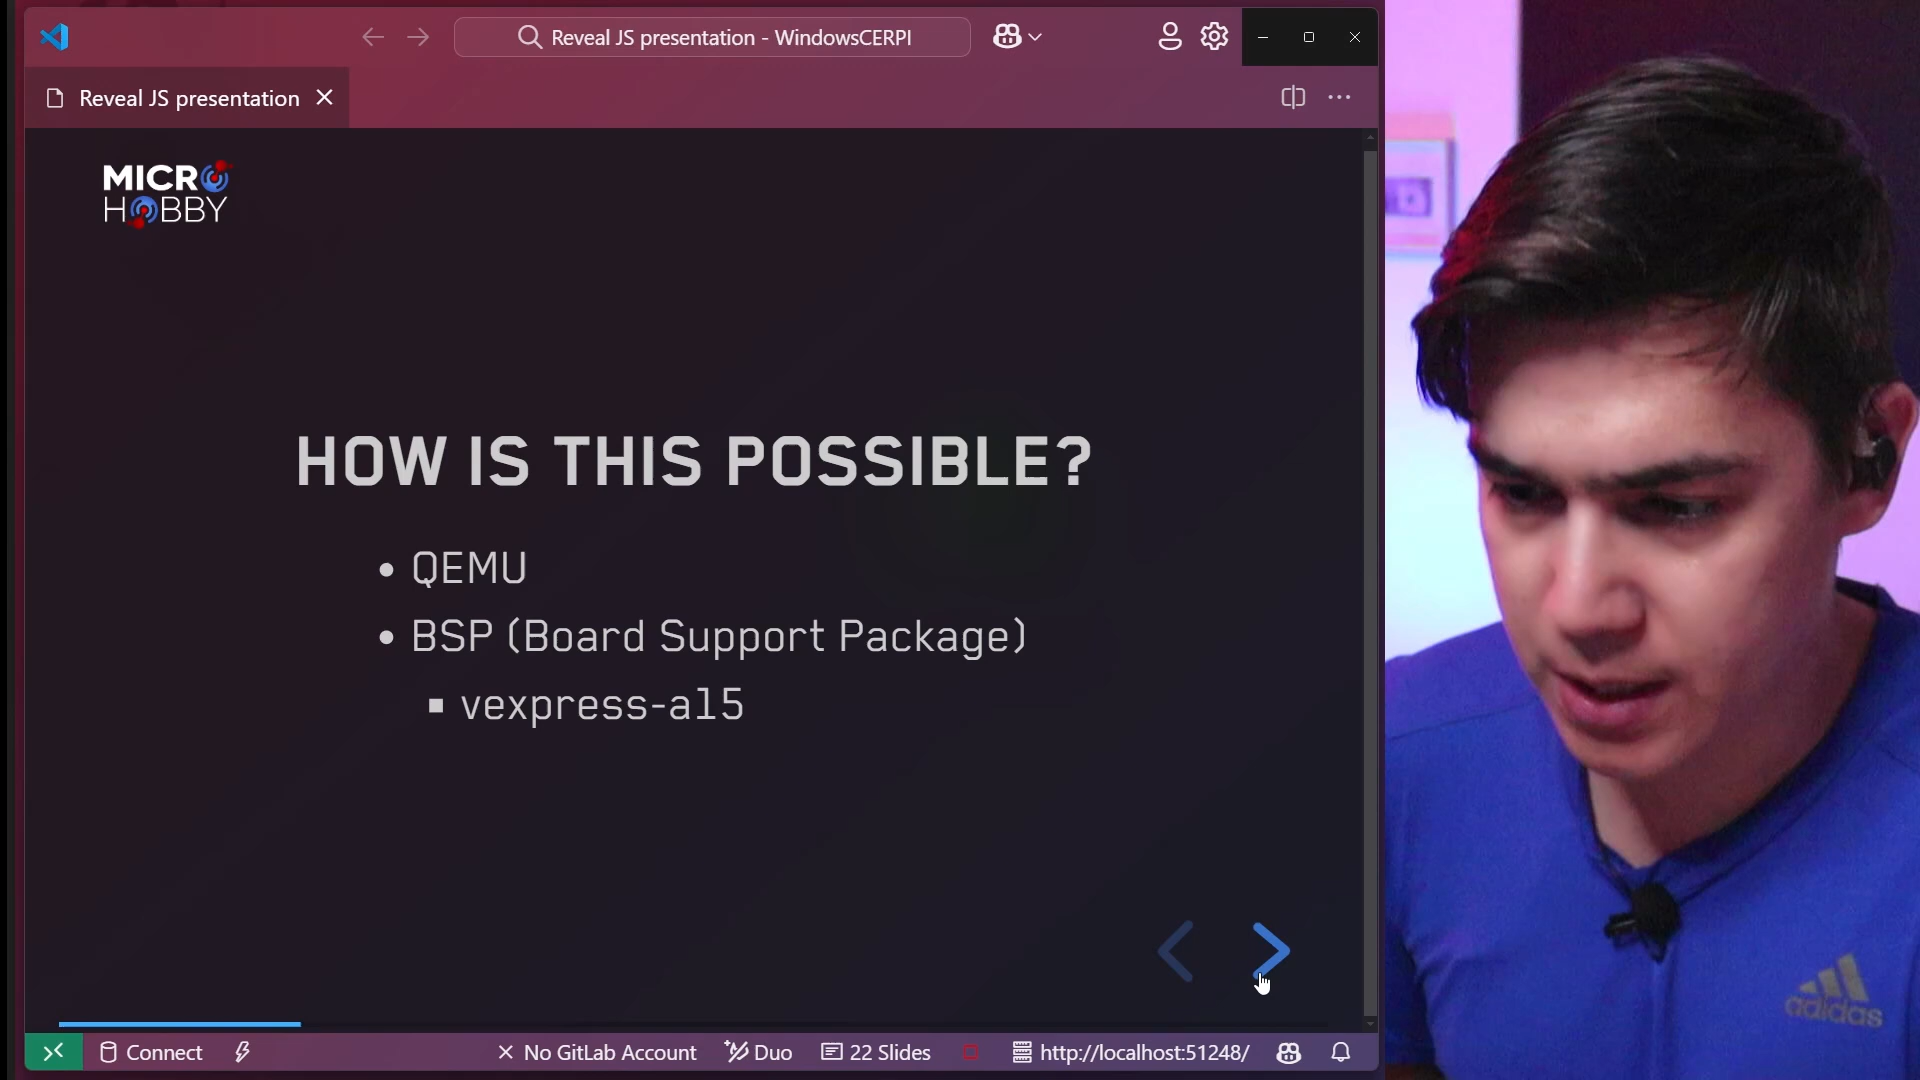 Reveal JS presentation - WindowsCERPI
Reveal JS presentation
MICRO
HOBBY
HOW IS THIS POSSIBLE?
• QEMU
• BSP (Board Support Package)
▪ vexpress-a15
Connect
No GitLab Account
Duo
22 Slides
http://localhost:51248/
adidas